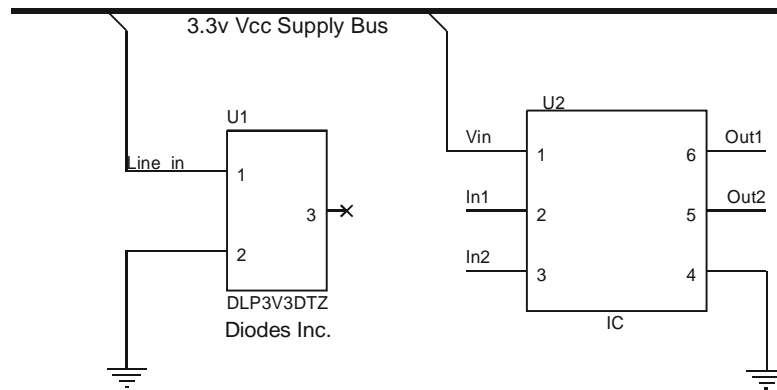 3.3v Vcc Supply Bus
U1
Line_in
1
2
3
DLP3V3DTZ
Diodes Inc.
U2
Vin
In1
In2
1
2
3
6
5
4
Out1
Out2
IC